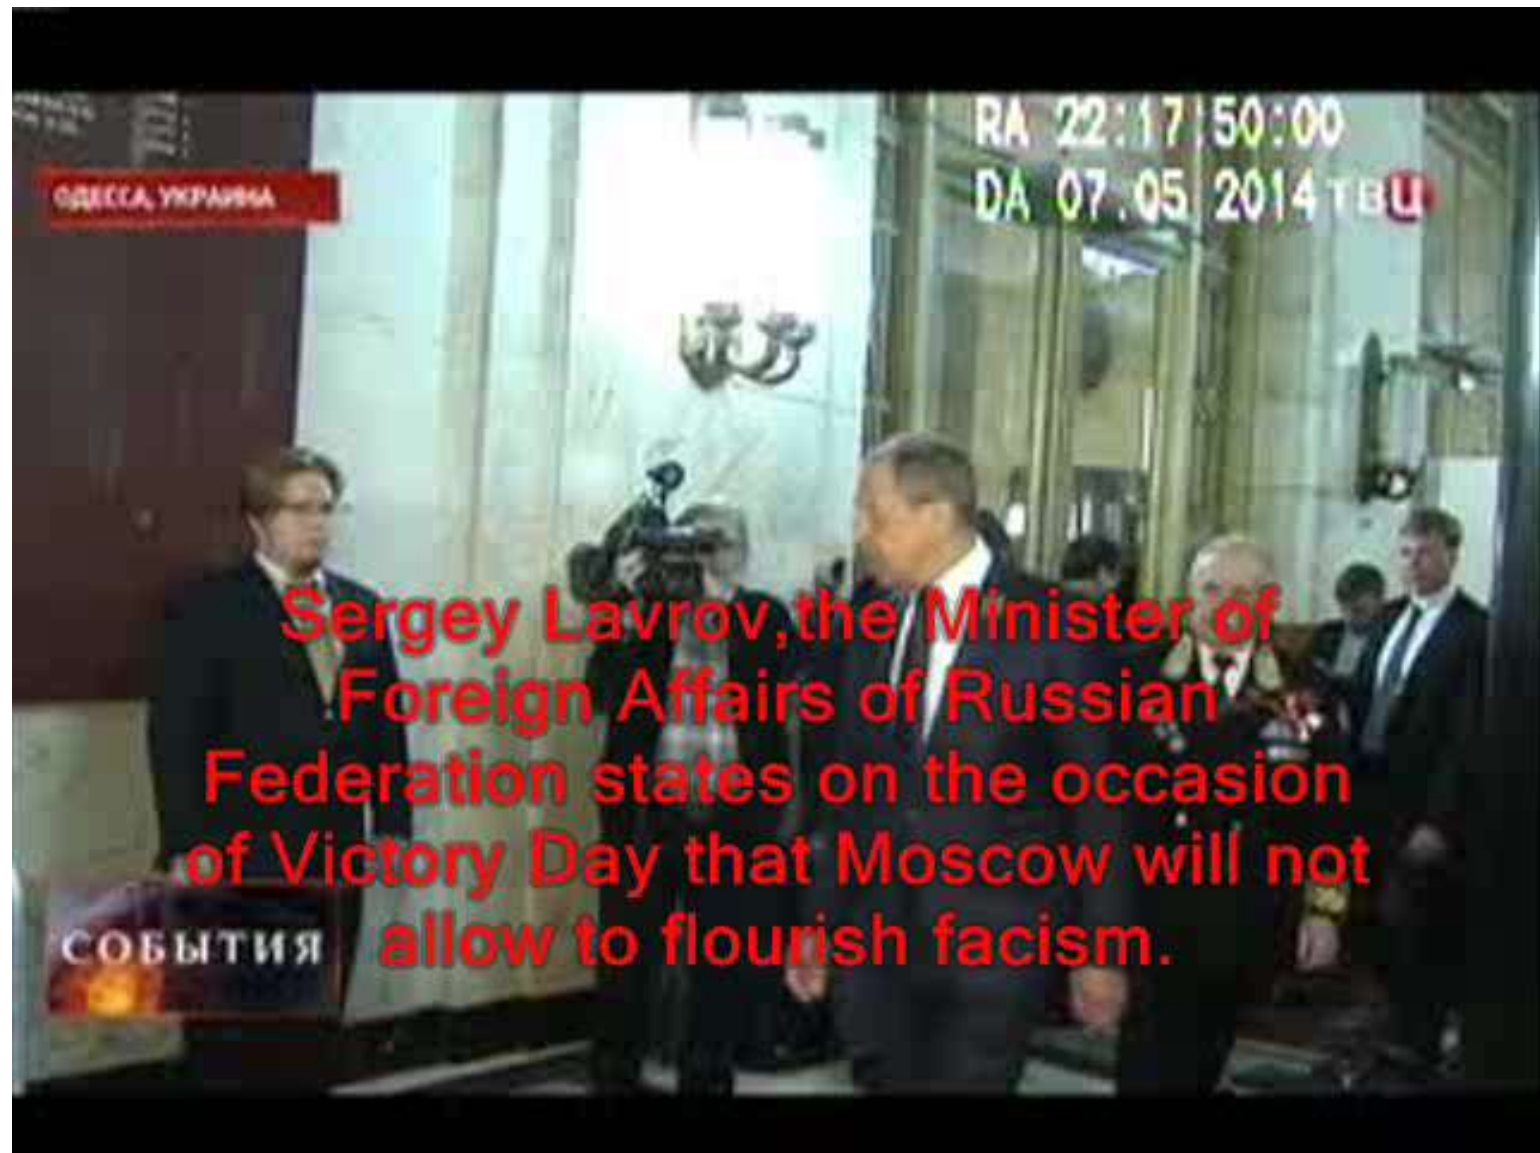 RA 22:17:50:00
DA 07.05 2014 ТВЦ
ОДЕССА, УКРАИНА
Sergey Lavrov,the Minister of
Foreign Affairs of Russian
Federation states on the occasion
of Victory Day that Moscow will not
allow to flourish facism.
СОБЫТИЯ